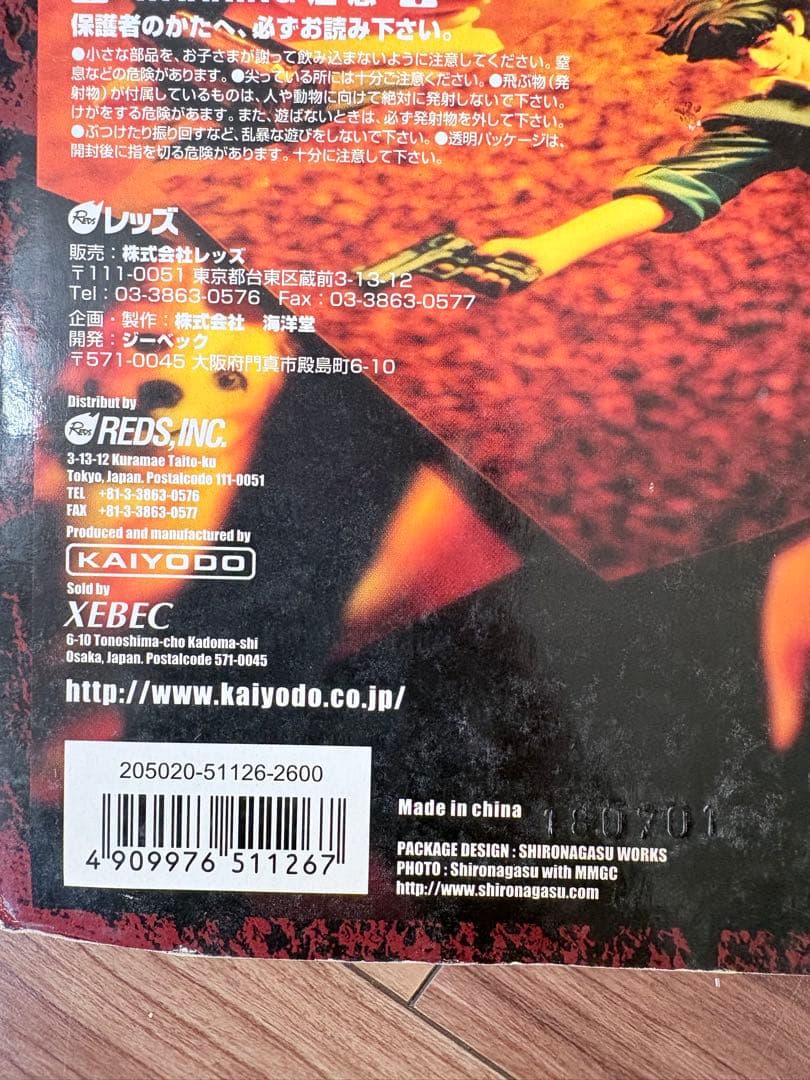 保護者のかたへ、必ずお読み下さい。
●小さな部品を、お子さまが謝って飲み込まないように注意してください。窒
息などの危険があります。●尖っている所には十分ご注意ください。●飛ぶ物(発
射物)が付属しているものは、人や動物に向けて絶対に発射しないで下さい。
けがをする危険があます。また、遊ばないときは、必ず発射物を外して下さい。
●ぶつけたり振り回すなど、乱暴な遊びをしないで下さい。●透明パッケージは、
開封後に指を切る危険があります。十分に注意して下さい。
REDS レッズ
販売:株式会社レッズ
〒111-0051 東京都台東区蔵前3-13-12
Tel:03-3863-0576 Fax:03-3863-0577
企画・製作:株式会社 海洋堂
開発:ジーベック
〒571-0045 大阪府門真市殿島町6-10
Distribut by
REDS REDS,INC.
3-13-12 Kuramae Taito-ku
Tokyo, Japan. Postalcode 111-0051
TEL +81-3-3863-0576
FAX +81-3-3863-0577
Produced and manufactured by
KAIYODO
Sold by
XEBEC
6-10 Tonoshima-cho Kadoma-shi
Osaka, Japan. Postalcode 571-0045
http://www.kaiyodo.co.jp/
205020-51126-2600
4 909976 511267
Made in china 180701
PACKAGE DESIGN : SHIRONAGASU WORKS
PHOTO : Shironagasu with MMGC
http://www.shironagasu.com